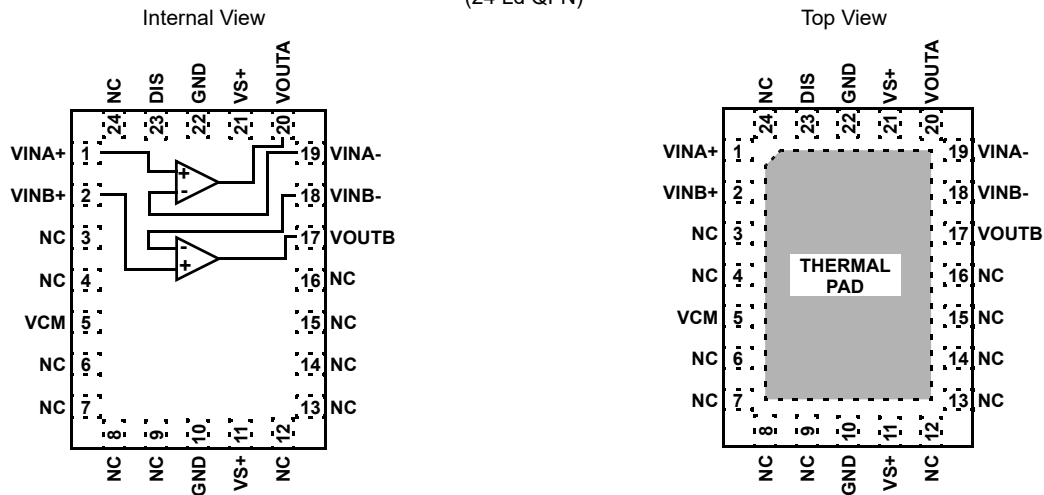 (24 Ld QFN)
Internal View
NC DIS GND VS+ VOUTA
24 23 22 21 20
VINA+ 1 19 VINA-
VINB+ 2 18 VINB-
NC 3 17 VOUTB
NC 4 16 NC
VCM 5 15 NC
NC 6 14 NC
NC 7 13 NC
8 9 10 11 12
NC NC GND VS+ NC
+
-
-
+
Top View
NC DIS GND VS+ VOUTA
24 23 22 21 20
VINA+ 1 19 VINA-
VINB+ 2 18 VINB-
NC 3 17 VOUTB
NC 4 16 NC
VCM 5 15 NC
NC 6 14 NC
NC 7 13 NC
8 9 10 11 12
NC NC GND VS+ NC
THERMAL
PAD